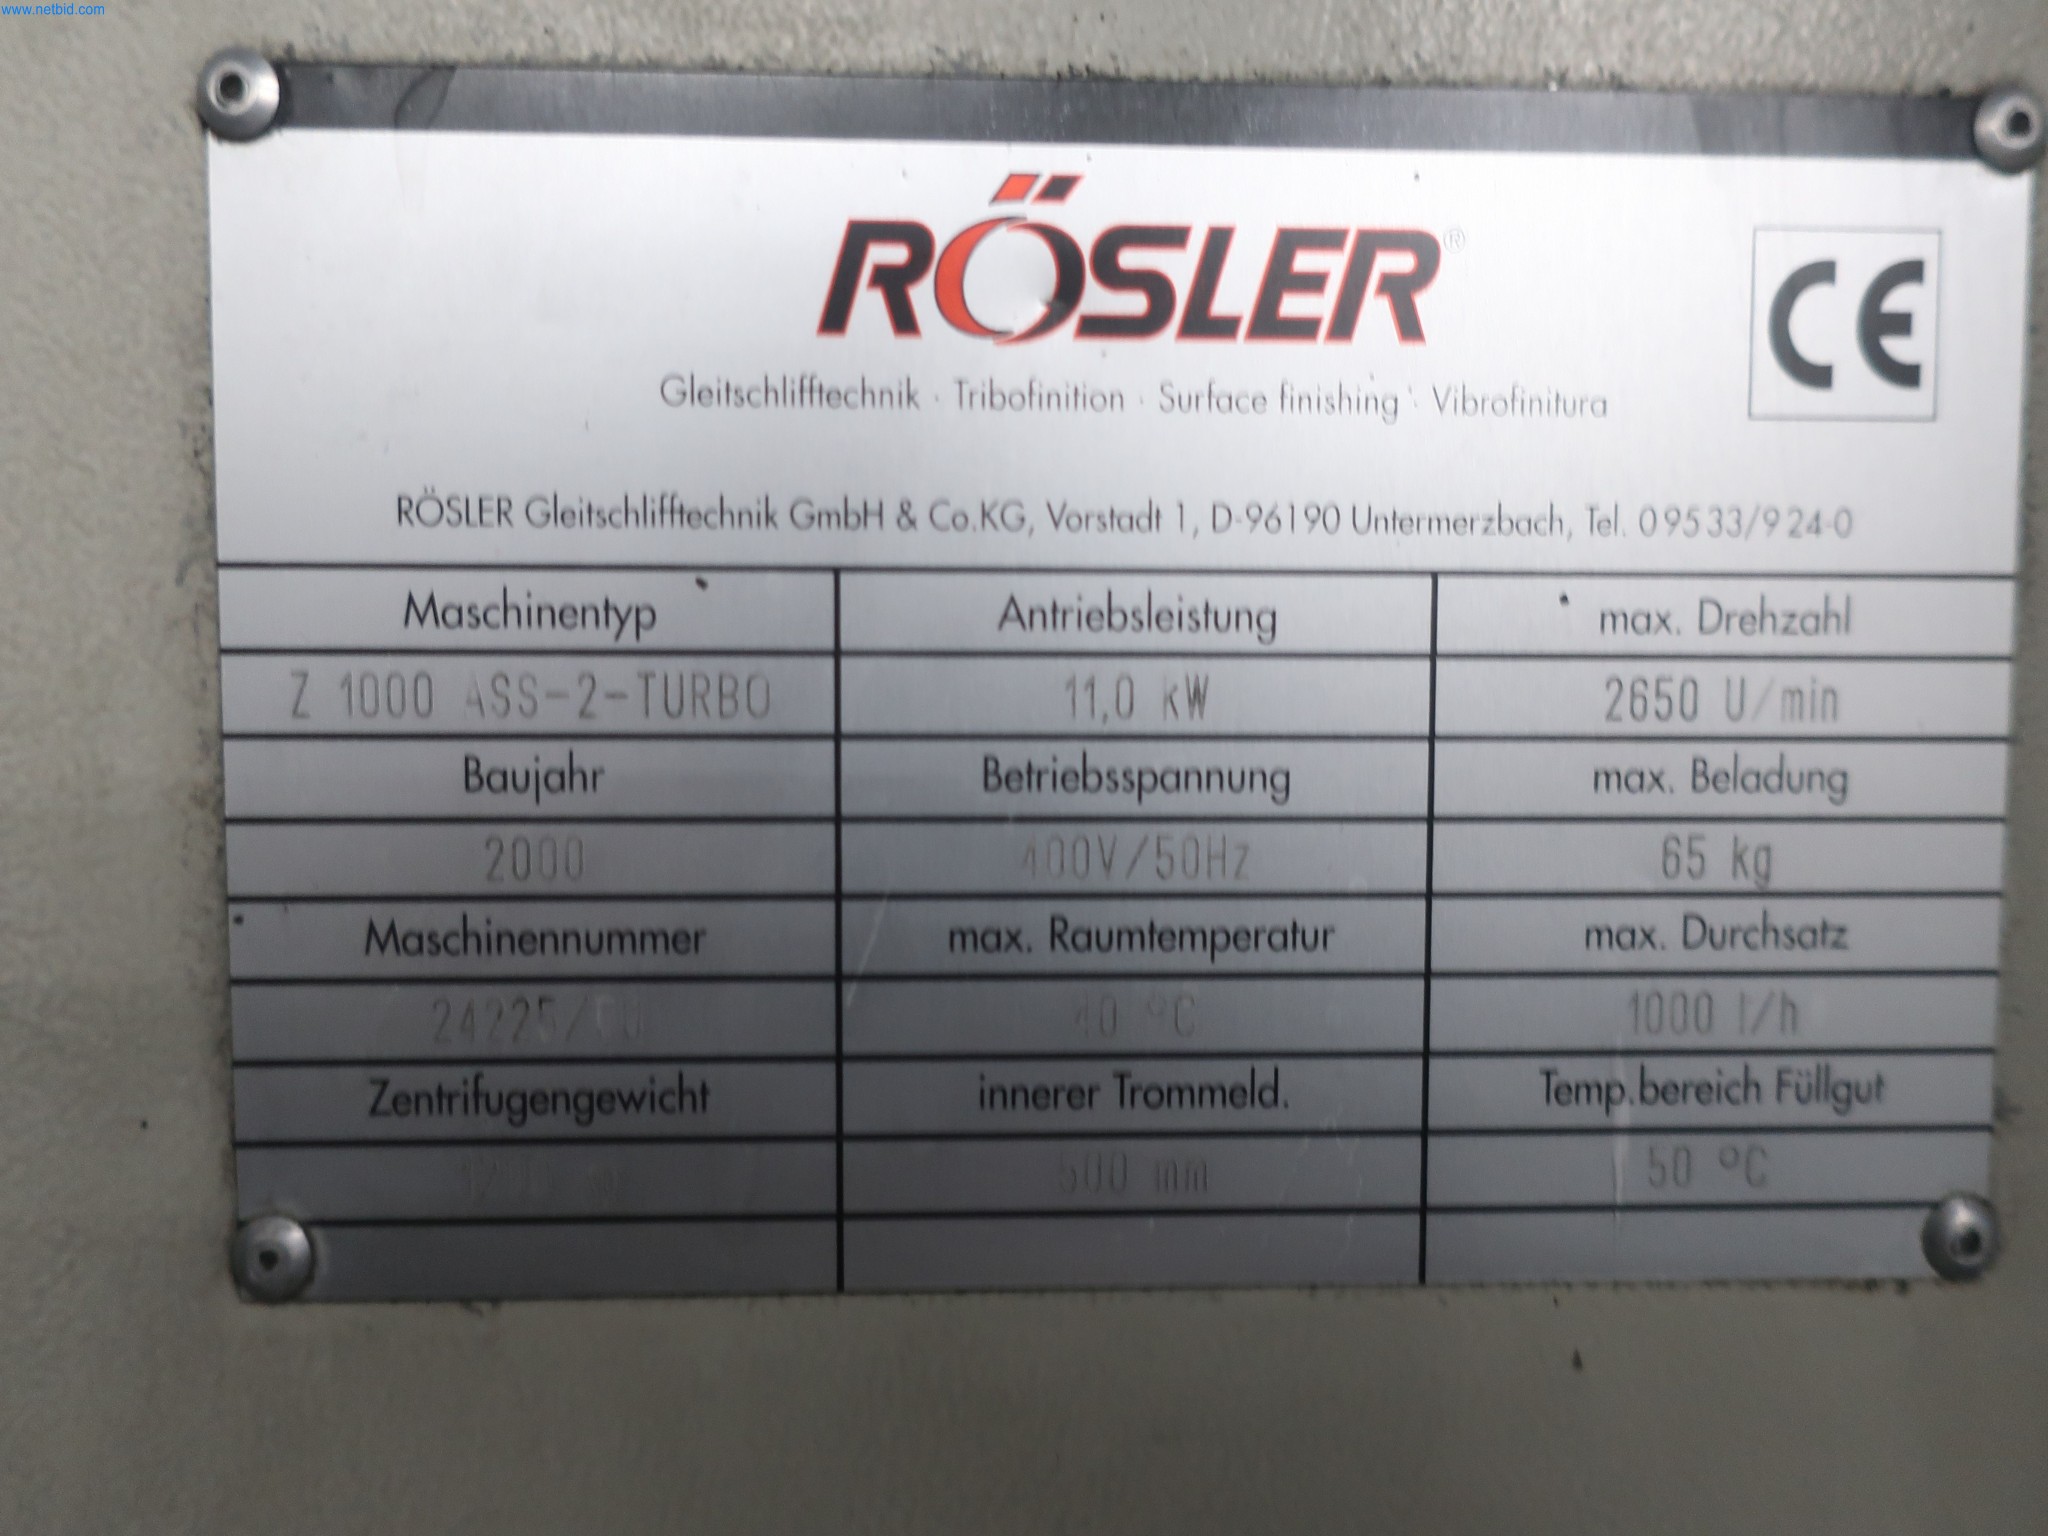 www.netbid.com
RÖSLER®
CE
Gleitschlifftechnik · Tribofinition · Surface finishing · Vibrofinitura
RÖSLER Gleitschlifftechnik GmbH & Co.KG, Vorstadt 1, D-96190 Untermerzbach, Tel. 09533/924-0
Maschinentyp Antriebsleistung max. Drehzahl
Z 1000 ASS-2-TURBO 11,0 kW 2650 U/min
Baujahr Betriebsspannung max. Beladung
2000 400V/50Hz 65 kg
Maschinennummer max. Raumtemperatur max. Durchsatz
40 °C 1000 l/h
Zentrifugengewicht innerer Trommeld. Temp.bereich Füllgut
500 mm 50 °C